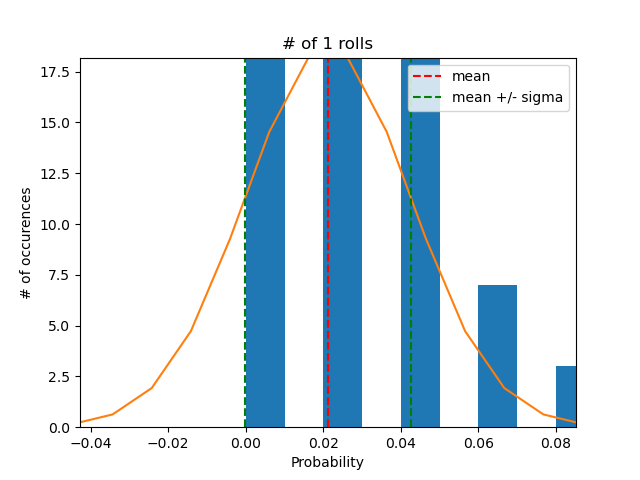 # of 1 rolls
mean
mean +/- sigma
17.5
15.0
12.5
10.0
7.5
5.0
2.5
0.0
# of occurences
−0.04 −0.02 0.00 0.02 0.04 0.06 0.08
Probability